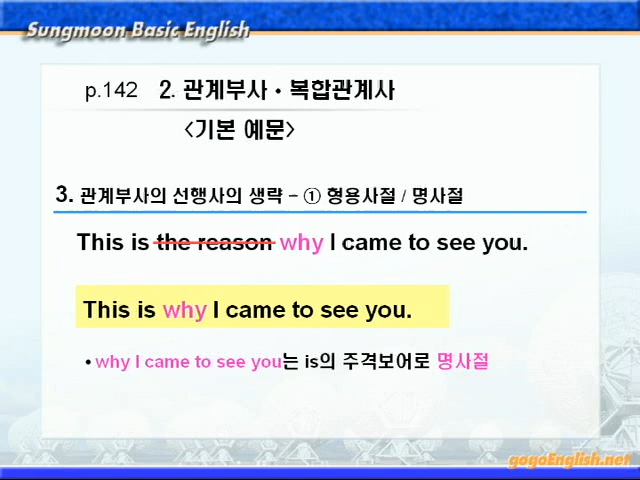 Sungmoon Basic English
p.142 2. 관계부사 • 복합관계사
<기본 예문>
3. 관계부사의 선행사의 생략 - ① 형용사절 / 명사절
This is the reason why I came to see you.
This is why I came to see you.
• why I came to see you는 is의 주격보어로 명사절
gogoEnglish.net